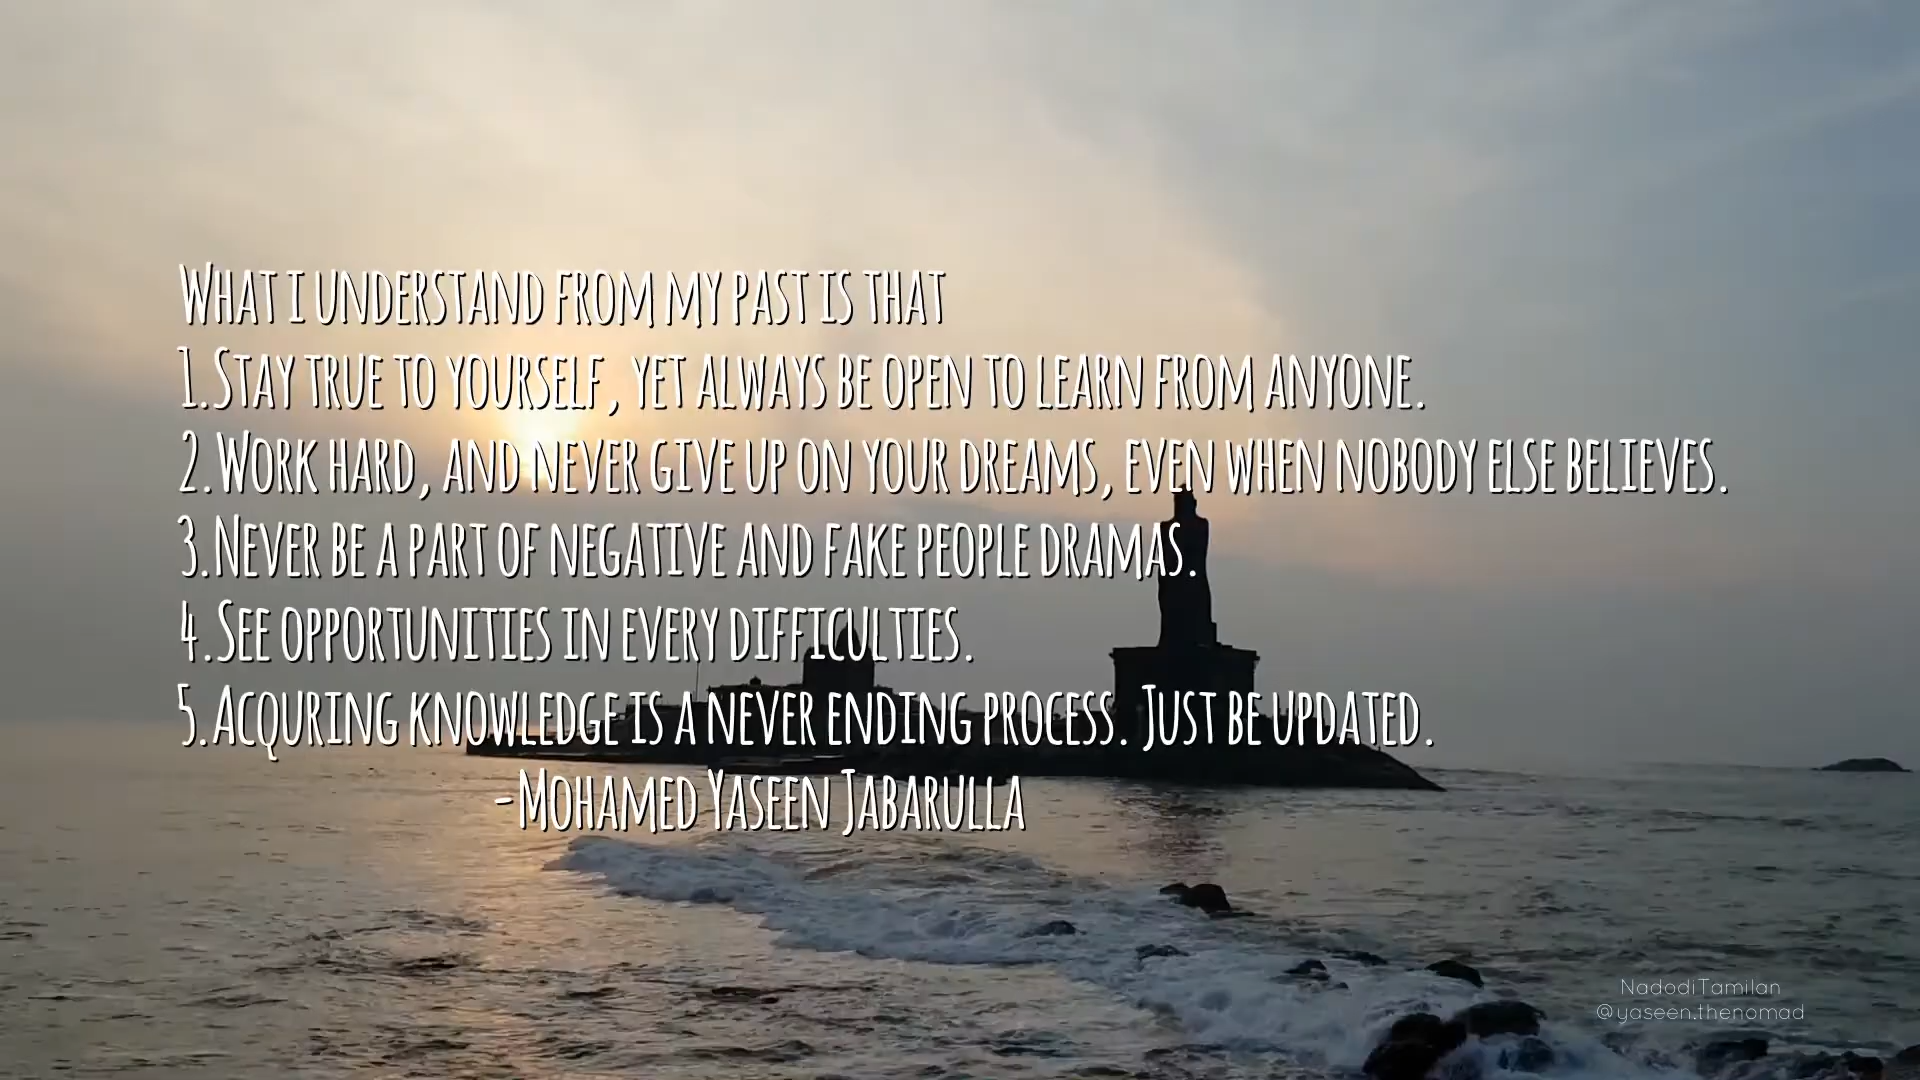 What i understand from my past is that
1.Stay true to yourself, yet always be open to learn from anyone.
2.Work hard, and never give up on your dreams, even when nobody else believes.
3.Never be a part of negative and fake people dramas.
4.See opportunities in every difficulties.
5.Acquring knowledge is a never ending process. Just be updated.
-Mohamed Yaseen Jabarulla
NadodiTamilan
@yaseen.thenomad